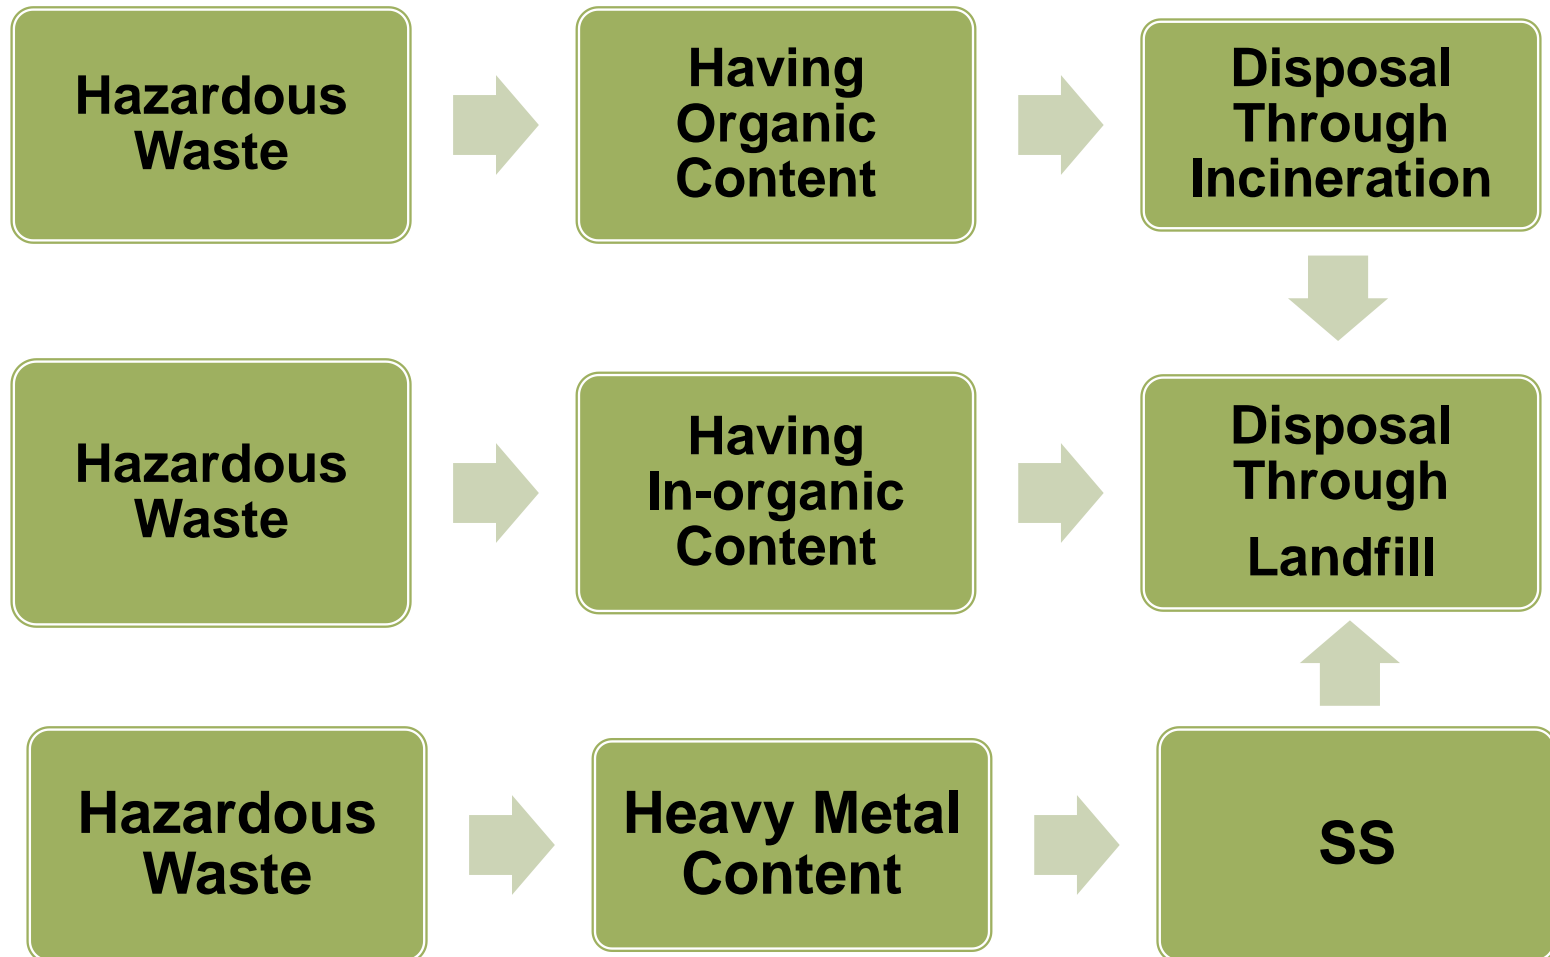 Hazardous
Waste
Having
Organic
Content
Disposal
Through
Incineration
Hazardous
Waste
Having
In-organic
Content
Disposal
Through
Landfill
Hazardous
Waste
Heavy Metal
Content
SS